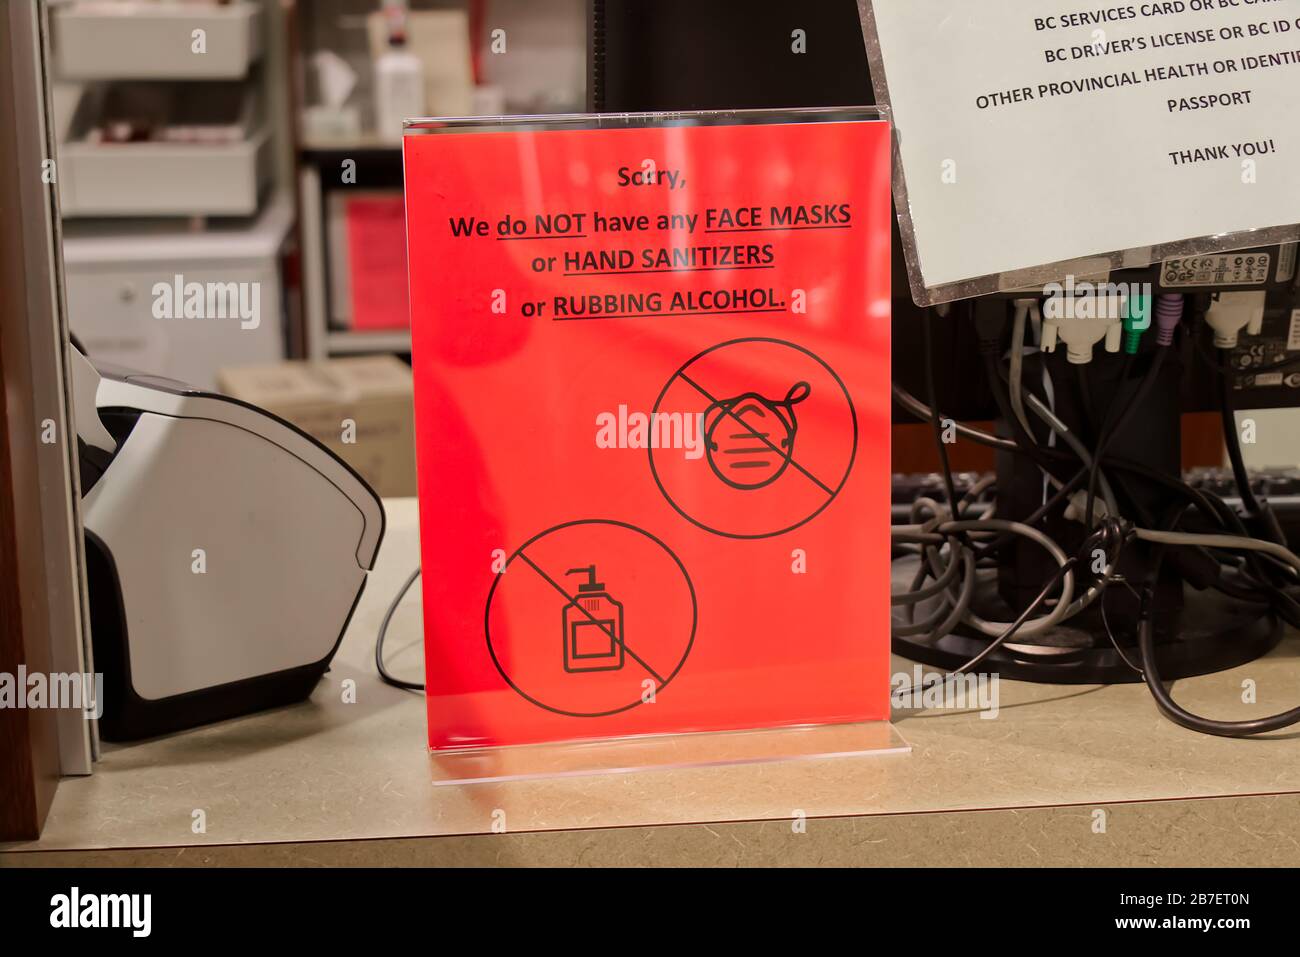 Sorry,
We do NOT have any FACE MASKS
or HAND SANITIZERS
or RUBBING ALCOHOL.
BC SERVICES CARD OR BC
BC DRIVER'S LICENSE OR BC ID
OTHER PROVINCIAL HEALTH OR
PASSPORT
THANK YOU!
alamy
alamy
Image ID: 2B7ET0N
www.alamy.com